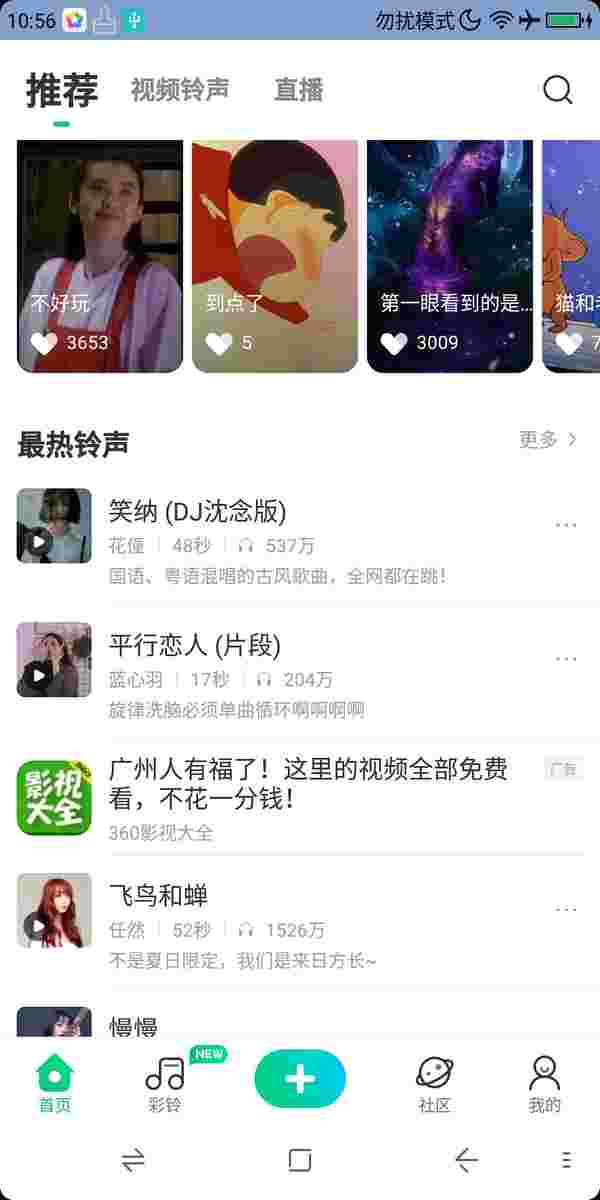 10:56 勿扰模式
推荐 视频铃声 直播
不好玩 到点了 第一眼看到的是... 猫和
3653 5 3009 7
最热铃声 更多
笑纳 (DJ沈念版)
花僮 48秒 537万
国语、粤语混唱的古风歌曲，全网都在跳！
平行恋人 (片段)
蓝心羽 17秒 204万
旋律洗脑必须单曲循环啊啊啊啊
影视大全
广州人有福了！这里的视频全部免费 广告
看，不花一分钱！
360影视大全
飞鸟和蝉
任然 52秒 1526万
不是夏日限定，我们是来日方长~
慢慢
NEW
首页 彩铃 社区 我的